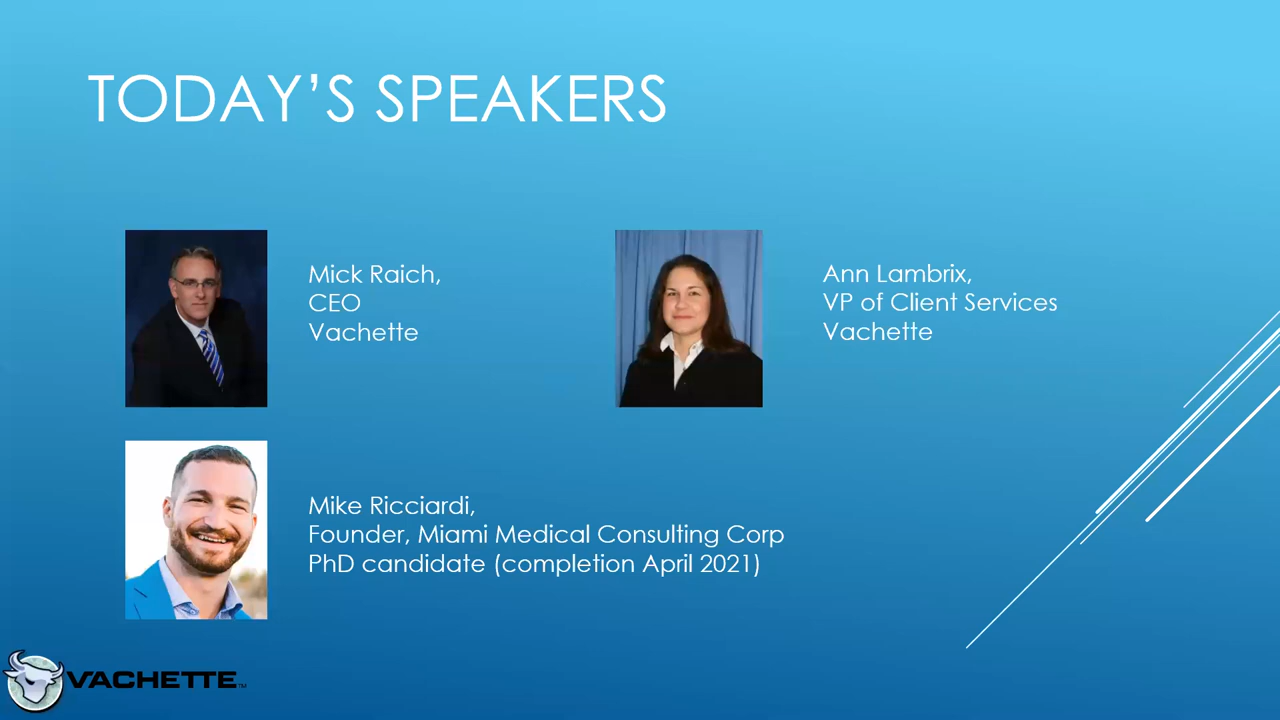 TODAY'S SPEAKERS
Mick Raich,
CEO
Vachette
Ann Lambrix,
VP of Client Services
Vachette
Mike Ricciardi,
Founder, Miami Medical Consulting Corp
PhD candidate (completion April 2021)
VACHETTE™